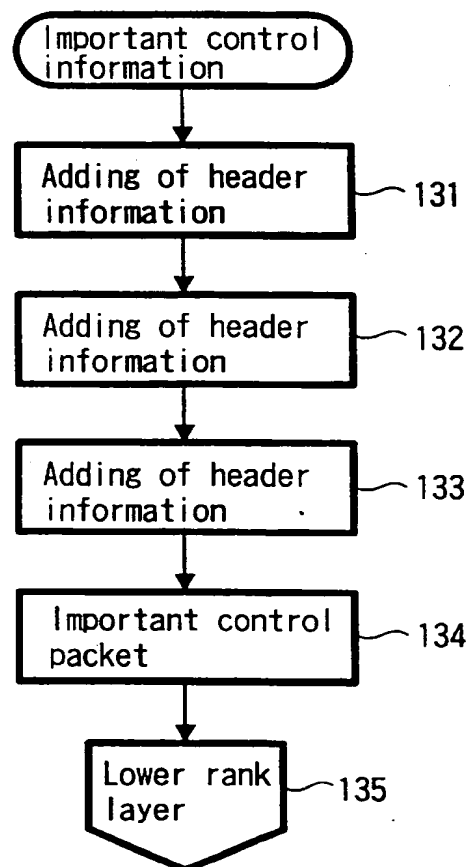 Important control
information
Adding of header
information
131
Adding of header
information
132
Adding of header
information
133
Important control
packet
134
Lower rank
layer
135